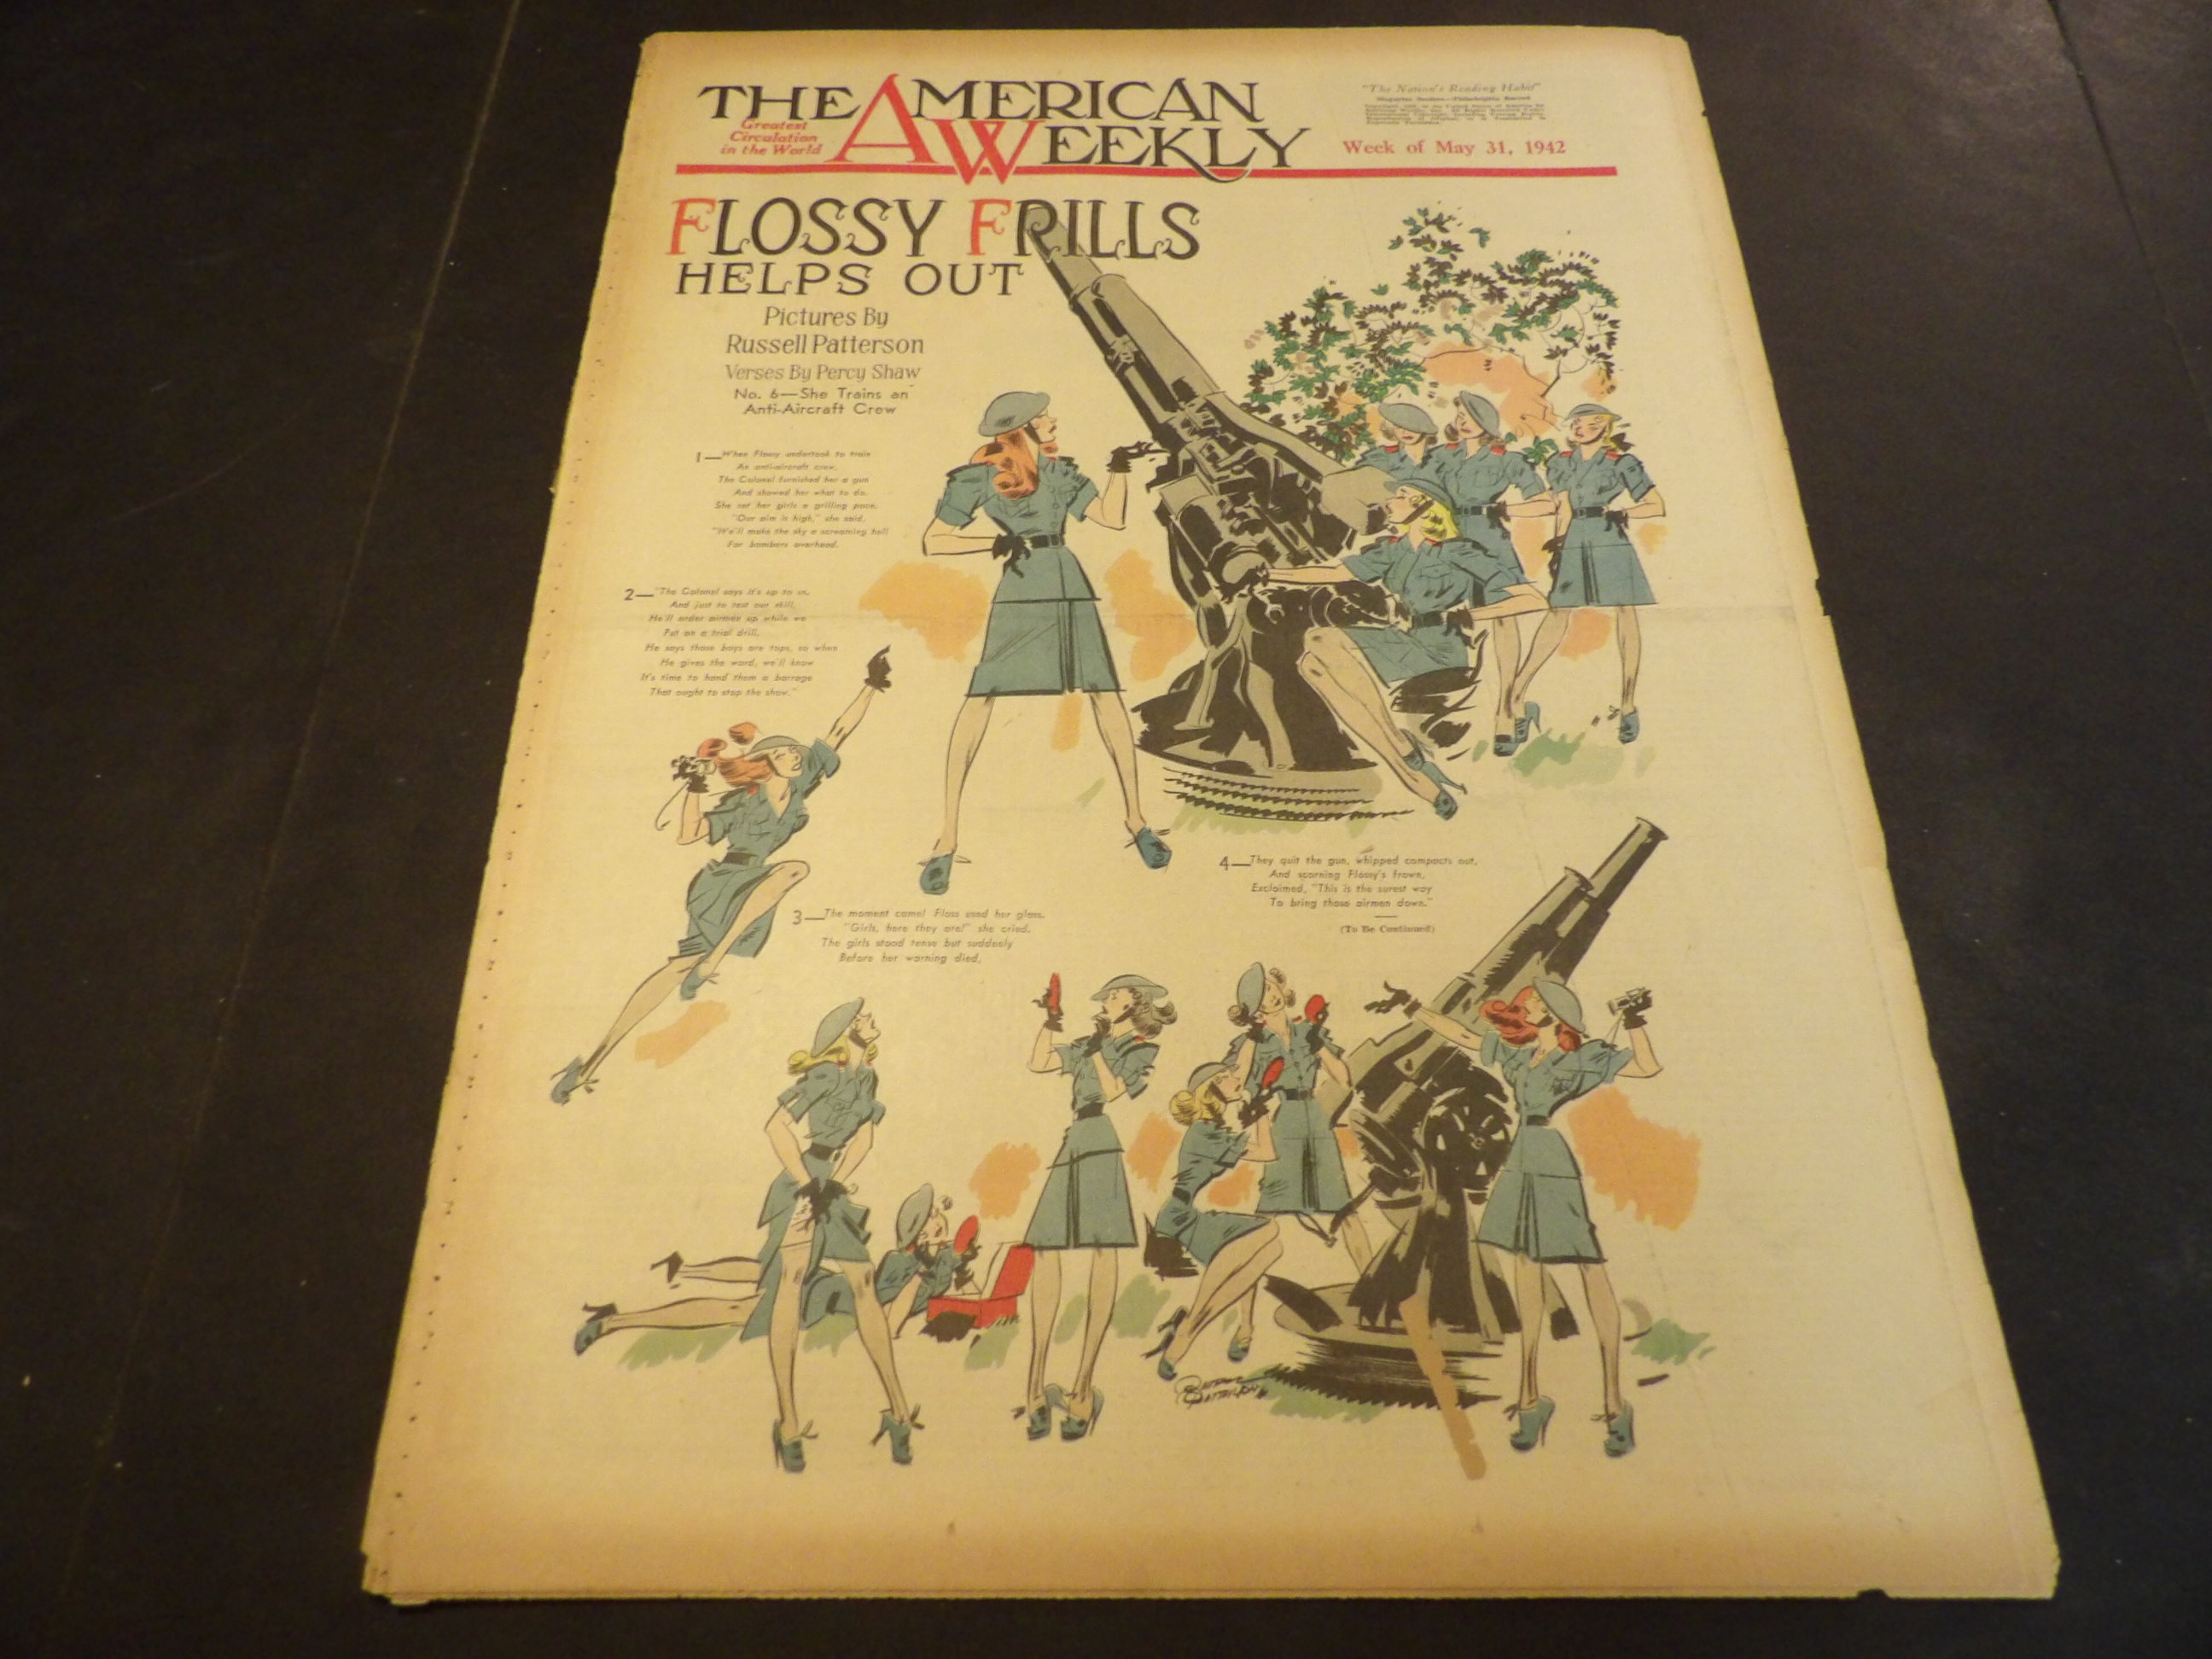 THE AMERICAN WEEKLY
Greatest
Circulation
in the World
"The Nation's Reading Habit"
Week of May 31, 1942
FLOSSY FRILLS
HELPS OUT
Pictures By
Russell Patterson
Verses By Percy Shaw
No. 6—She Trains an
Anti-Aircraft Crew
1—When Flossy undertook to train
An anti-aircraft crew,
The Colonel furnished her a gun
And showed her what to do.
She set her girls a grilling pace.
"Our aim is high," she said,
"We'll make the sky a screaming hell
For bombers overhead.
2—"The Colonel says it's up to us,
And just to test our skill,
He'll order airmen up while we
Put on a trial drill.
He says those boys are tops, so when
He gives the word, we'll know
It's time to hand them a barrage
That ought to stop the show."
3—The moment came! Floss used her glass.
"Girls, here they are!" she cried.
The girls stood tense but suddenly
Before her warning died,
4—They quit the gun, whipped compacts out,
And scorning Flossy's frown,
Exclaimed, "This is the surest way
To bring those airmen down."
(To Be Continued)
Russell
Patterson